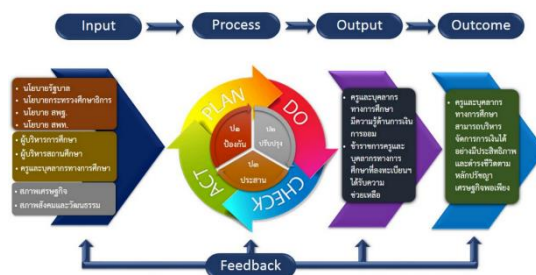 Input
Process
Output
Outcome
• นโยบายรัฐบาล
• นโยบายกระทรวงศึกษาธิการ
• นโยบาย สพฐ.
• นโยบาย สพท.
• ผู้บริหารการศึกษา
• ผู้บริหารสถานศึกษา
• ครูและบุคลากรทางการศึกษา
• สภาพเศรษฐกิจ
• สภาพสังคมและวัฒนธรรม
PLAN
DO
CHECK
ACT
ป๑
ป้องกัน
ป๒
ปรับปรุง
ประสาน
• ครูและบุคลากร
ทางการศึกษา
มีความรู้ด้านการเงิน
การออม
• ข้าราชการครูและ
บุคลากรทางการ
ศึกษาที่ลงทะเบียนฯ
ได้รับความ
ช่วยเหลือ
• ครูและบุคลากร
ทางการศึกษา
สามารถบริหาร
จัดการการเงินได้
อย่างมีประสิทธิภาพ
และดำรงชีวิตตาม
หลักปรัชญา
เศรษฐกิจพอเพียง
Feedback